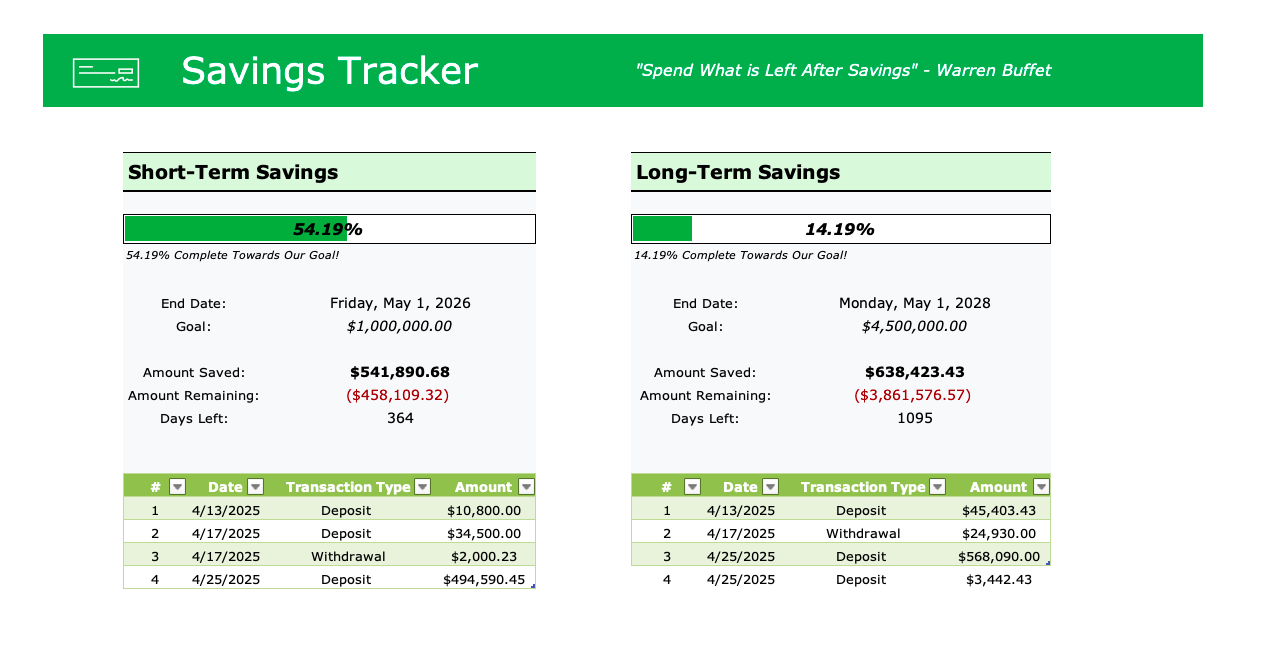 Savings Tracker
"Spend What is Left After Savings" - Warren Buffet
Short-Term Savings
54.19%
54.19% Complete Towards Our Goal!
End Date: Friday, May 1, 2026
Goal: $1,000,000.00
Amount Saved: $541,890.68
Amount Remaining: ($458,109.32)
Days Left: 364
# Date Transaction Type Amount
1 4/13/2025 Deposit $10,800.00
2 4/17/2025 Deposit $34,500.00
3 4/17/2025 Withdrawal $2,000.23
4 4/25/2025 Deposit $494,590.45
Long-Term Savings
14.19%
14.19% Complete Towards Our Goal!
End Date: Monday, May 1, 2028
Goal: $4,500,000.00
Amount Saved: $638,423.43
Amount Remaining: ($3,861,576.57)
Days Left: 1095
# Date Transaction Type Amount
1 4/13/2025 Deposit $45,403.43
2 4/17/2025 Withdrawal $24,930.00
3 4/25/2025 Deposit $568,090.00
4 4/25/2025 Deposit $3,442.43